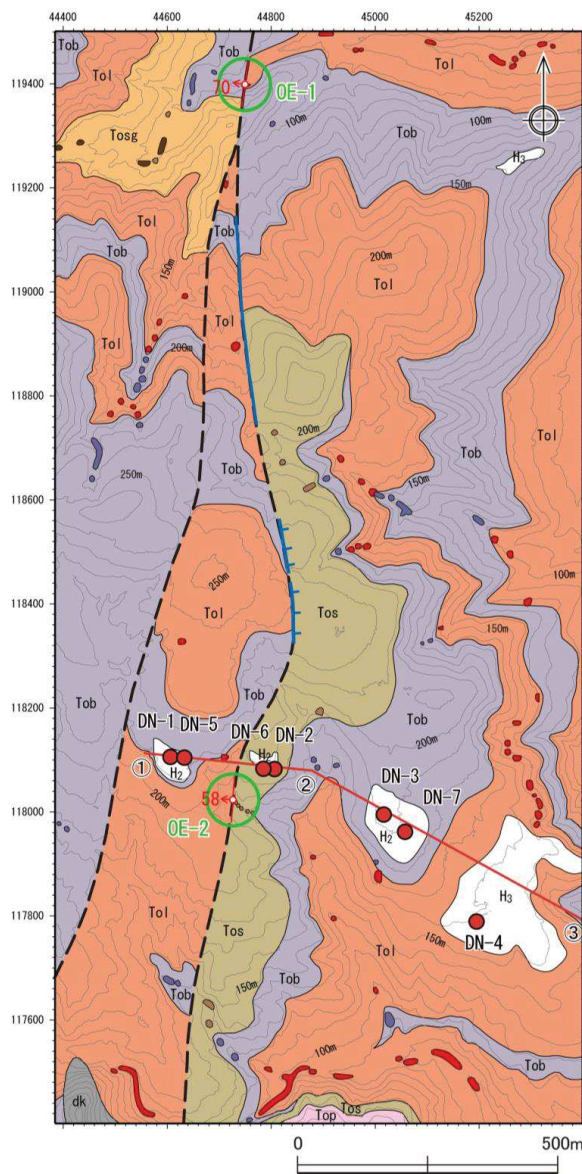 44400 44600 44800 45000 45200
Tob Tob Tol
119400 70 OE-1 100m 100m
Tosg Tob H3
150m
119200
Tob 200m
150m
119000 Tol
Tol Tol
200m
118800
200m
Tob
250m Tob 150m Tol
118600
250m 100m
118400 Tol Tos 150m
118200 Tob Tob Tob
200m
DN-1 DN-5 DN-6 DN-2
① H2 H2 ② DN-3
118000 200m 58 DN-7
OE-2 H2
H3
117800 Tol ③
Tos Tol 150m DN-4
Tob 150m Tob
117600
100m Tob
dk Tos
Top
0 500m